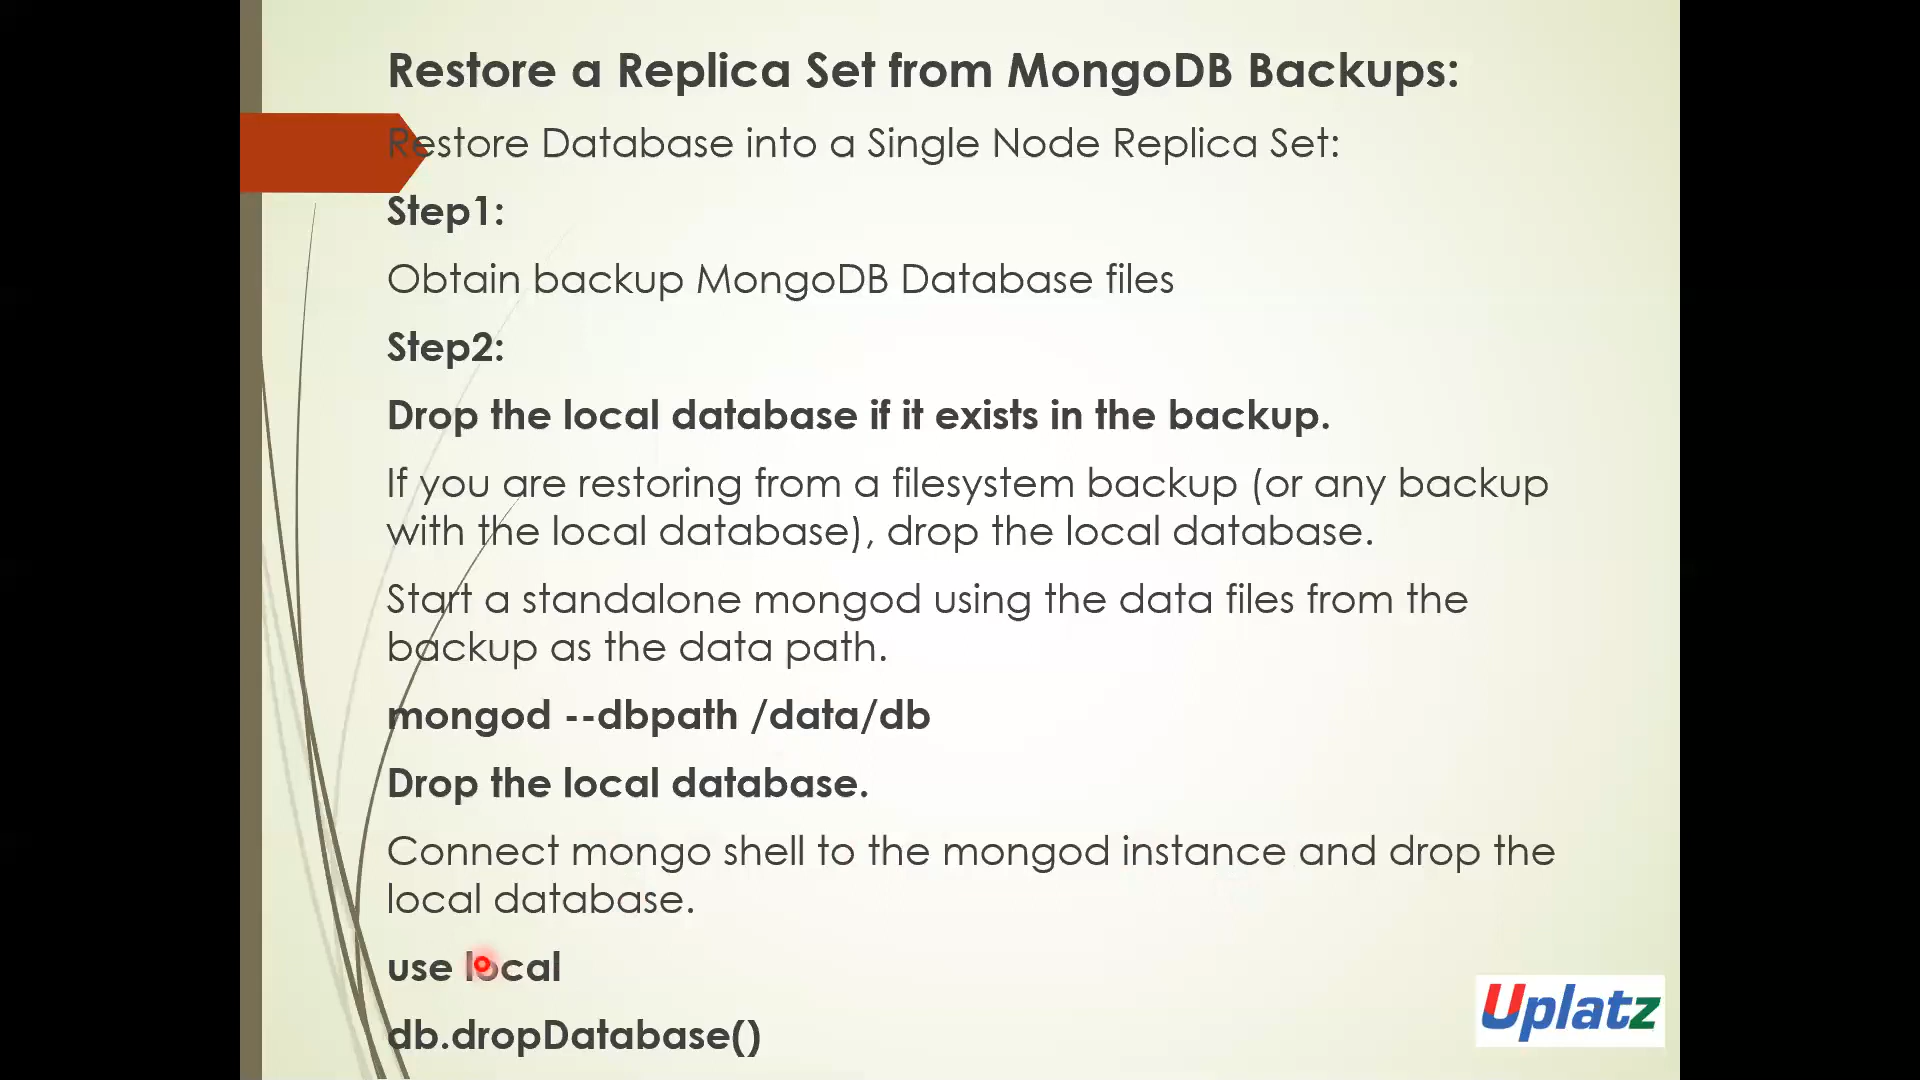 Restore a Replica Set from MongoDB Backups:
Restore Database into a Single Node Replica Set:
Step1:
Obtain backup MongoDB Database files
Step2:
Drop the local database if it exists in the backup.
If you are restoring from a filesystem backup (or any backup
with the local database), drop the local database.
Start a standalone mongod using the data files from the
backup as the data path.
mongod --dbpath /data/db
Drop the local database.
Connect mongo shell to the mongod instance and drop the
local database.
use local
db.dropDatabase()
Uplatz